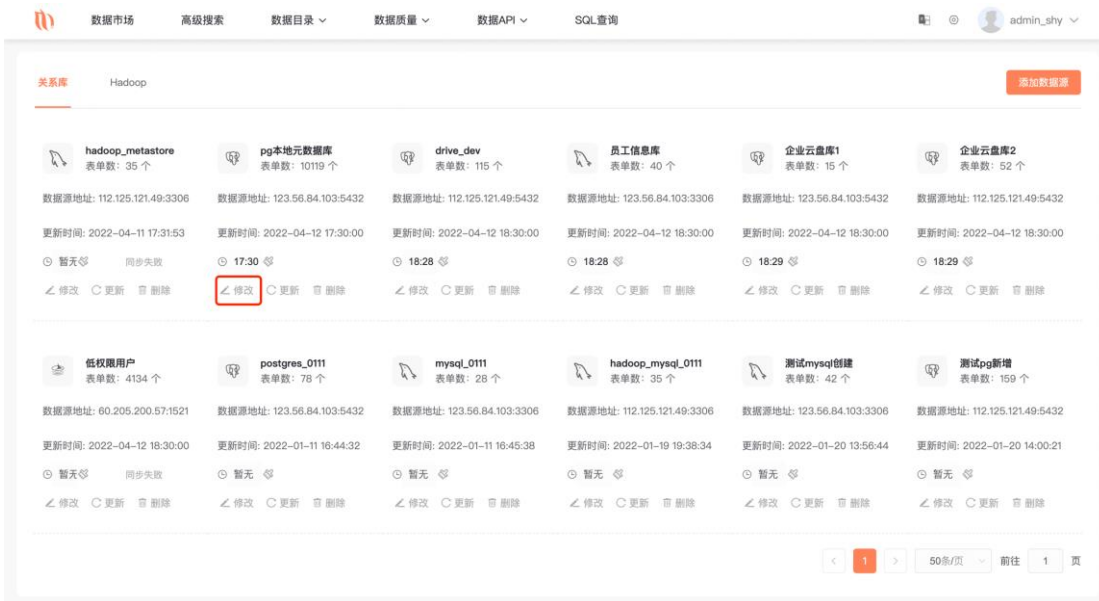 数据市场 高级搜索 数据目录 数据质量 数据API SQL查询 admin_shy
关系库 Hadoop 添加数据源
hadoop_metastore pg本地元数据库 drive_dev 员工信息库 企业云盘库1 企业云盘库2
表单数: 35 个 表单数: 10119 个 表单数: 115 个 表单数: 40 个 表单数: 15 个 表单数: 52 个
数据源地址: 112.125.121.49:3306 数据源地址: 123.56.84.103:5432 数据源地址: 112.125.121.49:5432 数据源地址: 123.56.84.103:3306 数据源地址: 123.56.84.103:5432 数据源地址: 112.125.121.49:5432
更新时间: 2022-04-11 17:31:53 更新时间: 2022-04-12 17:30:00 更新时间: 2022-04-12 18:30:00 更新时间: 2022-04-12 18:30:00 更新时间: 2022-04-12 18:30:00 更新时间: 2022-04-12 18:30:00
暂无 同步失败 17:30 18:28 18:28 18:29 18:29
修改 更新 删除 修改 更新 删除 修改 更新 删除 修改 更新 删除 修改 更新 删除 修改 更新 删除
低权限用户 postgres_0111 mysql_0111 hadoop_mysql_0111 测试mysql创建 测试pg新增
表单数: 4134 个 表单数: 78 个 表单数: 28 个 表单数: 35 个 表单数: 42 个 表单数: 159 个
数据源地址: 60.205.200.57:1521 数据源地址: 123.56.84.103:5432 数据源地址: 123.56.84.103:3306 数据源地址: 112.125.121.49:3306 数据源地址: 123.56.84.103:3306 数据源地址: 112.125.121.49:5432
更新时间: 2022-04-12 18:30:00 更新时间: 2022-01-11 16:44:32 更新时间: 2022-01-11 16:45:38 更新时间: 2022-01-19 19:38:34 更新时间: 2022-01-20 13:56:44 更新时间: 2022-01-20 14:00:21
暂无 同步失败 暂无 暂无 暂无 暂无 暂无
修改 更新 删除 修改 更新 删除 修改 更新 删除 修改 更新 删除 修改 更新 删除 修改 更新 删除
1 50条/页 前往 1 页